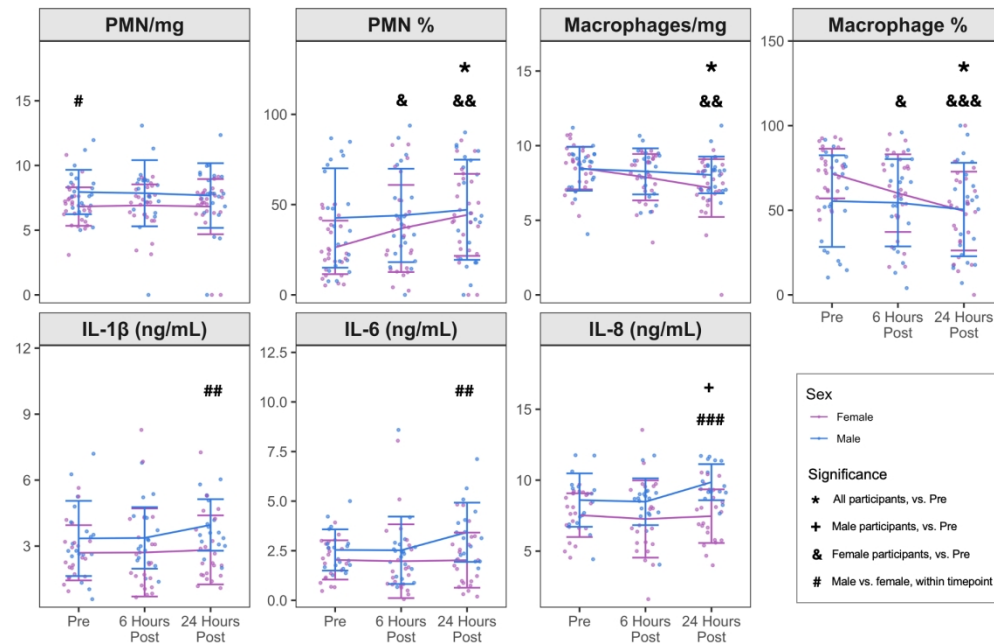 PMN/mg
PMN %
Macrophages/mg
Macrophage %
15
10
5
0
#
100
50
0
&
*
&&
15
10
5
0
*
&&
150
100
50
0
&
*
&&&
Pre
6 Hours
Post
24 Hours
Post
IL-1β (ng/mL)
IL-6 (ng/mL)
IL-8 (ng/mL)
12
9
6
3
##
Pre
6 Hours
Post
24 Hours
Post
12.5
10.0
7.5
5.0
2.5
0.0
##
Pre
6 Hours
Post
24 Hours
Post
15
10
5
+
###
Pre
6 Hours
Post
24 Hours
Post
Sex
Female
Male
Significance
* All participants, vs. Pre
+ Male participants, vs. Pre
& Female participants, vs. Pre
# Male vs. female, within timepoint